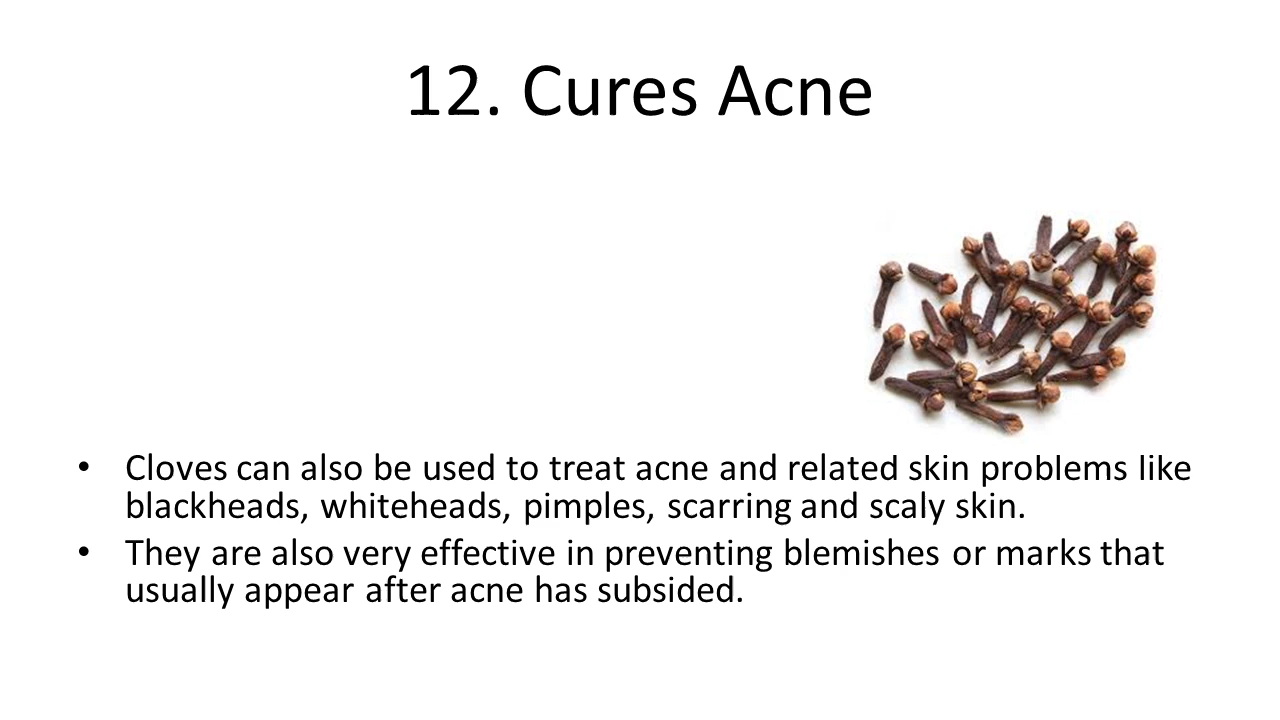 12. Cures Acne
• Cloves can also be used to treat acne and related skin problems like
blackheads, whiteheads, pimples, scarring and scaly skin.
• They are also very effective in preventing blemishes or marks that
usually appear after acne has subsided.